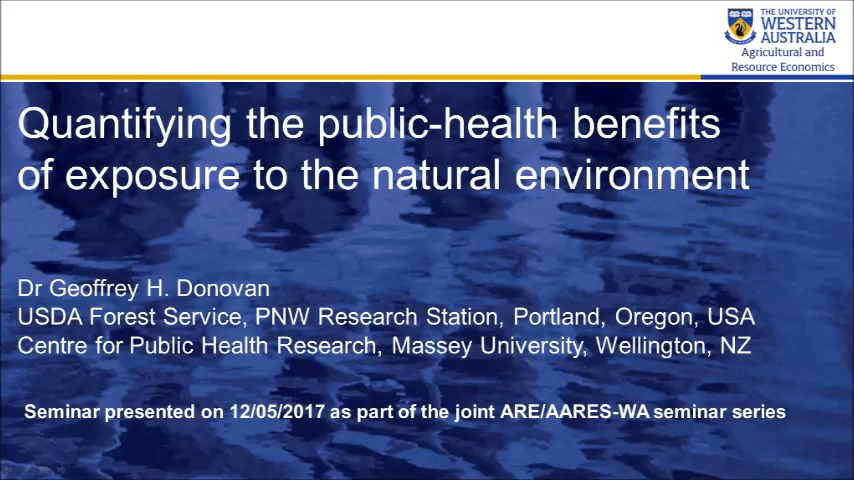 THE UNIVERSITY OF
WESTERN
AUSTRALIA
Agricultural and
Resource Economics
Quantifying the public-health benefits
of exposure to the natural environment
Dr Geoffrey H. Donovan
USDA Forest Service, PNW Research Station, Portland, Oregon, USA
Centre for Public Health Research, Massey University, Wellington, NZ
Seminar presented on 12/05/2017 as part of the joint ARE/AARES-WA seminar series